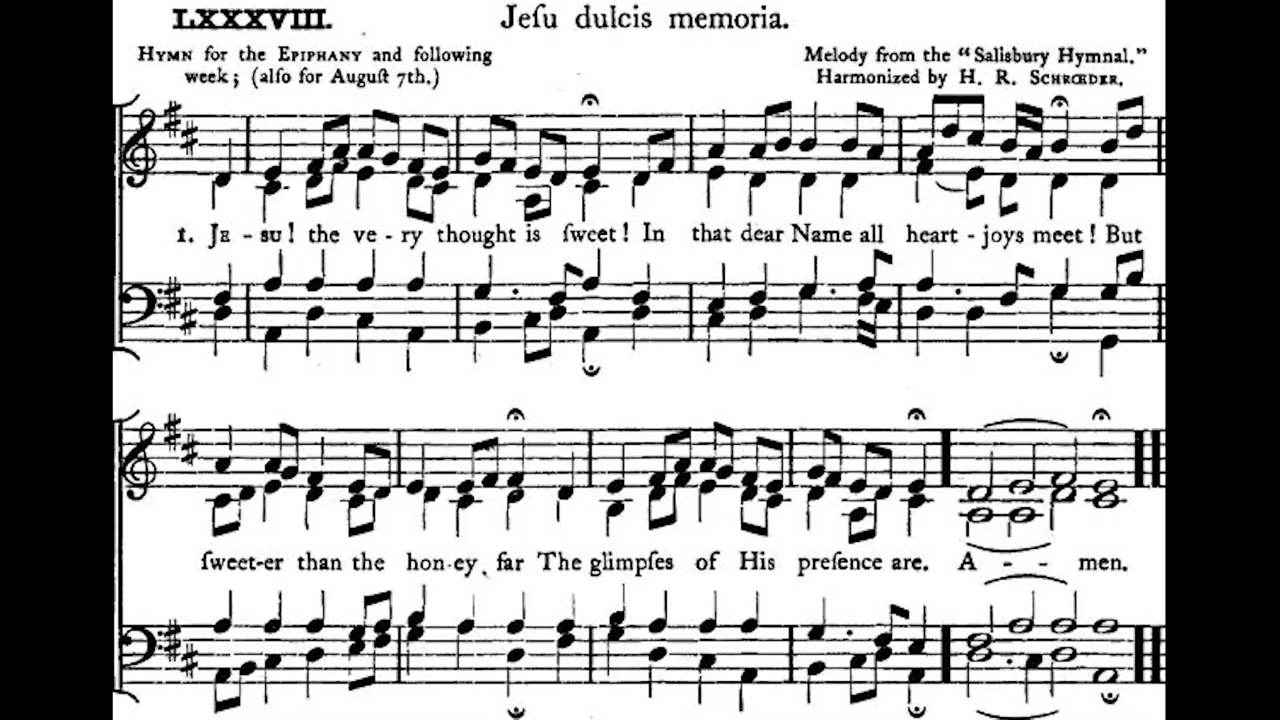 LXXXVIII.
Jeſu dulcis memoria.
HYMN for the EPIPHANY and following
week; (alſo for Auguſt 7th.)
Melody from the “Salisbury Hymnal.”
Harmonized by H. R. SCHRŒDER.
1. JE - SU! the ve - ry thought is ſweet! In that dear Name all heart - joys meet! But
ſweet-er than the hon-ey far The glimpſes of His preſence are. A - - men.